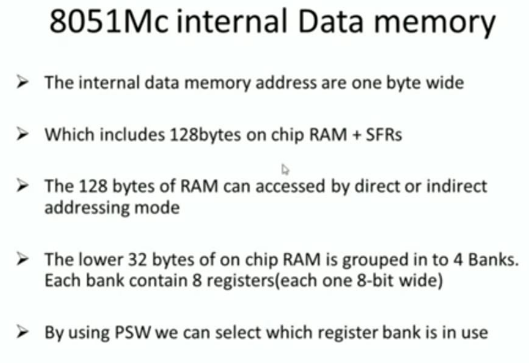 8051Mc internal Data memory
➢ The internal data memory address are one byte wide
➢ Which includes 128bytes on chip RAM + SFRs
➢ The 128 bytes of RAM can accessed by direct or indirect
addressing mode
➢ The lower 32 bytes of on chip RAM is grouped in to 4 Banks.
Each bank contain 8 registers(each one 8-bit wide)
➢ By using PSW we can select which register bank is in use